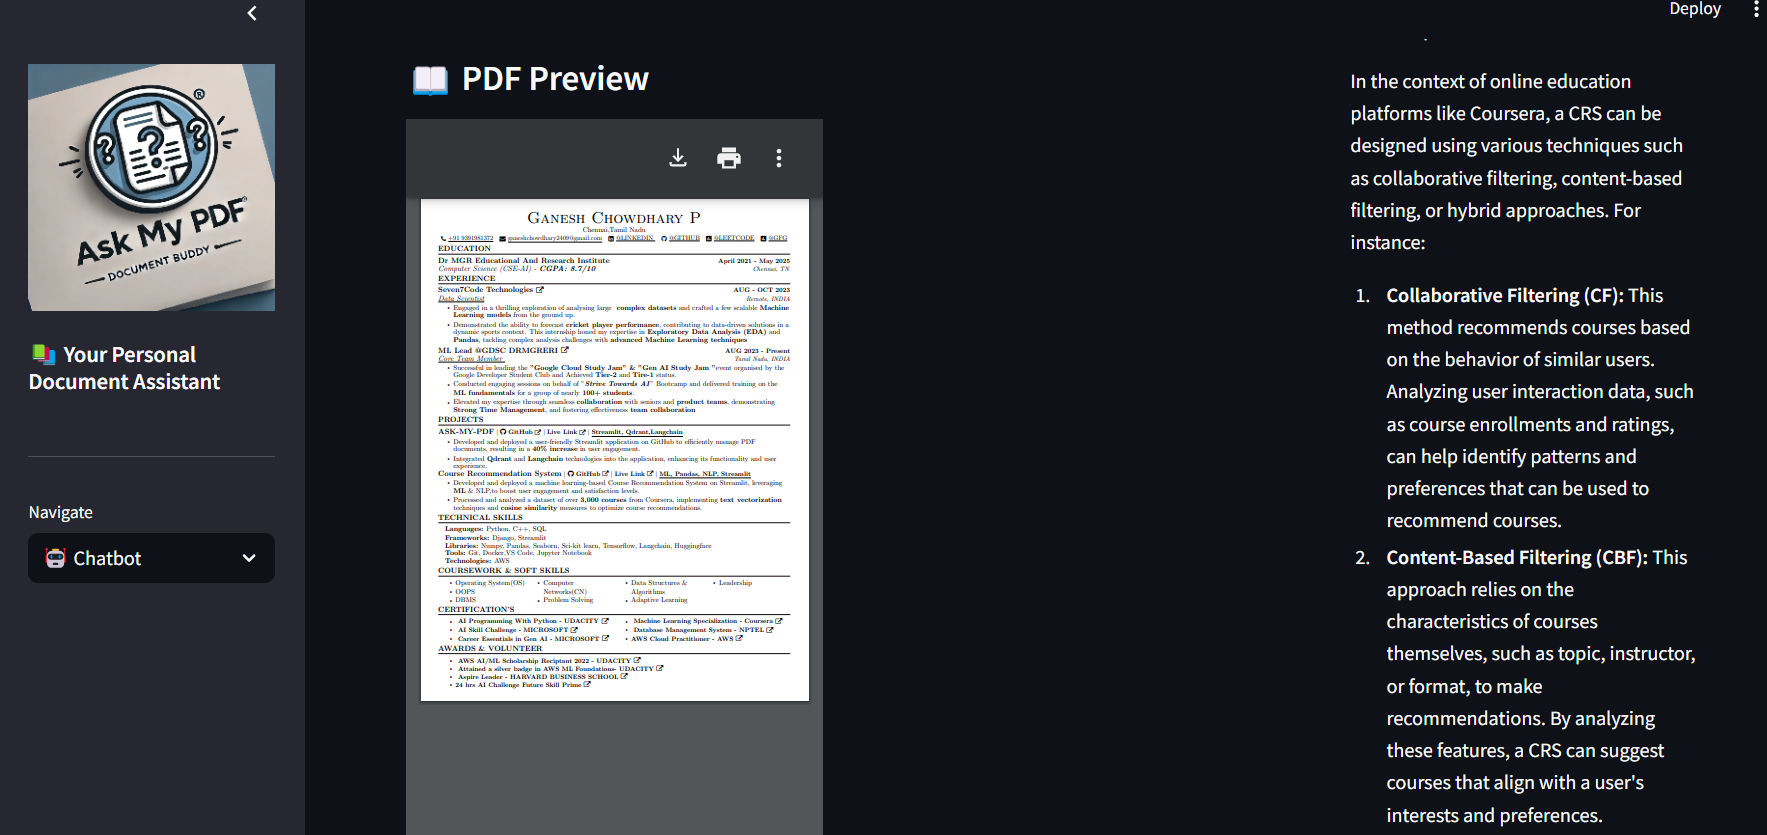 Deploy
ASK MY PDF
DOCUMENT BUDDY
Your Personal
Document Assistant
Navigate
Chatbot
PDF Preview
GANESH CHOWDHARY P
Chennai,Tamil Nadu
+91 9391981372 ganeshchowdhary2409@gmail.com @LINKEDIN @GITHUB @LEETCODE @GFG
EDUCATION
Dr MGR Educational And Research Institute April 2021 - May 2025
Computer Science (CSE-AI) - CGPA: 8.7/10 Chennai, TN
EXPERIENCE
Seven7Code Technologies AUG - OCT 2023
Data Scientist Remote, INDIA
• Engaged in a thrilling exploration of analysing large complex datasets and crafted a few scalable Machine
Learning models from the ground up.
• Demonstrated the ability to forecast cricket player performance, contributing to data-driven solutions in a
dynamic sports context. This internship honed my expertise in Exploratory Data Analysis (EDA) and
Pandas, tackling complex analysis challenges with advanced Machine Learning techniques
ML Lead @GDSC DRMGRERI AUG 2023 - Present
Core Team Member Tamil Nadu, INDIA
• Successful in leading the "Google Cloud Study Jam" & "Gen AI Study Jam "event organised by the
Google Developer Student Club and Achieved Tier-2 and Tire-1 status.
• Conducted engaging sessions on behalf of "Strive Towards AI" Bootcamp and delivered training on the
ML fundamentals for a group of nearly 100+ students.
• Elevated my expertise through seamless collaboration with seniors and product teams, demonstrating
Strong Time Management, and fostering effectiveness team collaboration
PROJECTS
ASK-MY-PDF | GitHub | Live Link | Streamlit, Qdrant,Langchain
• Developed and deployed a user-friendly Streamlit application on GitHub to efficiently manage PDF
documents, resulting in a 40% increase in user engagement.
• Integrated Qdrant and Langchain technologies into the application, enhancing its functionality and user
experience.
Course Recommendation System | GitHub | Live Link | ML, Pandas, NLP, Streamlit
• Developed and deployed a machine learning-based Course Recommendation System on Streamlit, leveraging
ML & NLP,to boost user engagement and satisfaction levels.
• Processed and analyzed a dataset of over 3,000 courses from Coursera, implementing text vectorization
techniques and cosine similarity measures to optimize course recommendations.
TECHNICAL SKILLS
Languages: Python, C++, SQL
Frameworks: Django, Streamlit
Libraries: Numpy, Pandas, Seaborn, Sci-kit learn, Tensorflow, Langchain, Huggingface
Tools: Git, Docker,VS Code, Jupyter Notebook
Technologies: AWS
COURSEWORK & SOFT SKILLS
• Operating System(OS) • Computer • Data Structures & • Leadership
• OOPS Networks(CN) Algorithms
• DBMS • Problem Solving • Adaptive Learning
CERTIFICATION'S
• AI Programming With Python - UDACITY • Machine Learning Specialization - Coursera
• AI Skill Challenge - MICROSOFT • Database Management System - NPTEL
• Career Essentials in Gen AI - MICROSOFT • AWS Cloud Practitioner - AWS
AWARDS & VOLUNTEER
• AWS AI/ML Scholarship Reciptant 2022 - UDACITY
• Attained a silver badge in AWS ML Foundations- UDACITY
• Aspire Leader - HARVARD BUSINESS SCHOOL
• 24 hrs AI Challenge Future Skill Prime
In the context of online education
platforms like Coursera, a CRS can be
designed using various techniques such
as collaborative filtering, content-based
filtering, or hybrid approaches. For
instance:
1. Collaborative Filtering (CF): This
method recommends courses based
on the behavior of similar users.
Analyzing user interaction data, such
as course enrollments and ratings,
can help identify patterns and
preferences that can be used to
recommend courses.
2. Content-Based Filtering (CBF): This
approach relies on the
characteristics of courses
themselves, such as topic, instructor,
or format, to make
recommendations. By analyzing
these features, a CRS can suggest
courses that align with a user's
interests and preferences.